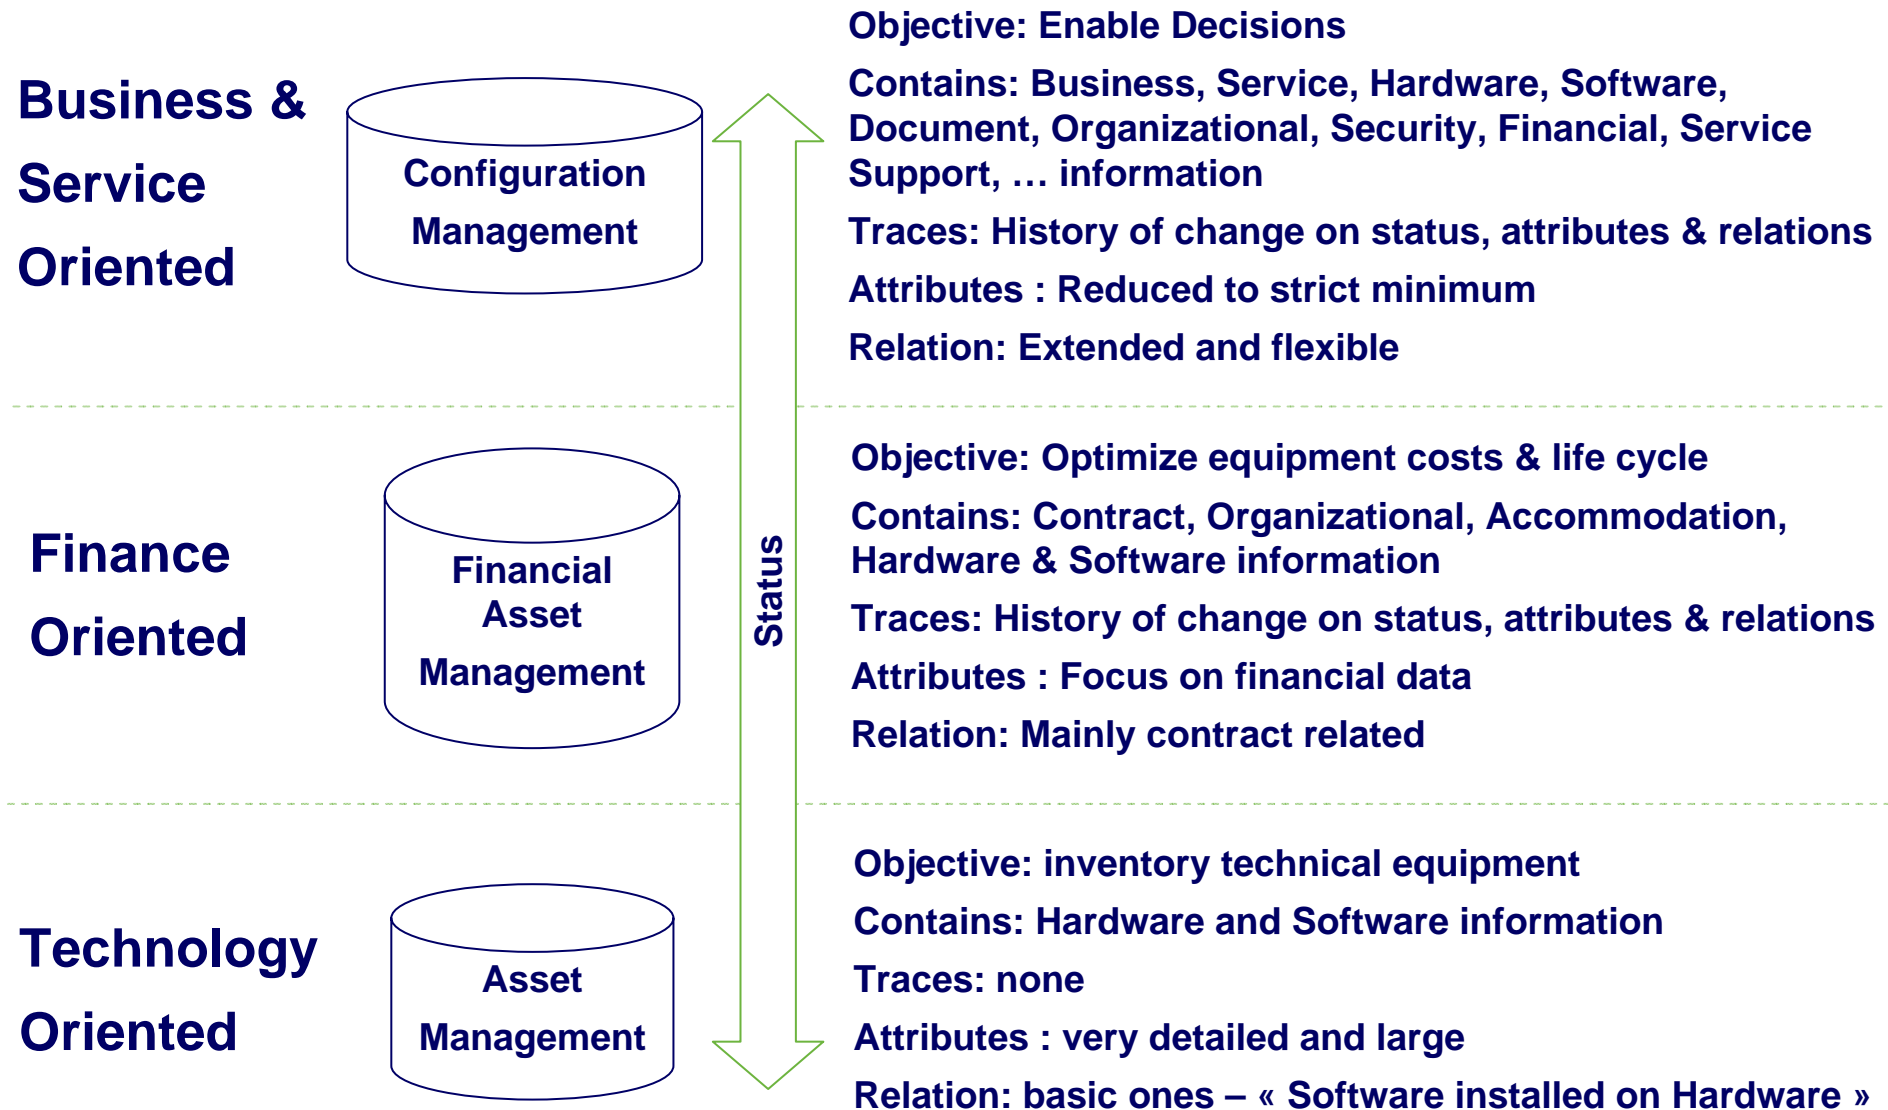 Business &
Service
Oriented
Configuration
Management
Objective: Enable Decisions
Contains: Business, Service, Hardware, Software,
Document, Organizational, Security, Financial, Service
Support, … information
Traces: History of change on status, attributes & relations
Attributes : Reduced to strict minimum
Relation: Extended and flexible
Status
Finance
Oriented
Financial
Asset
Management
Objective: Optimize equipment costs & life cycle
Contains: Contract, Organizational, Accommodation,
Hardware & Software information
Traces: History of change on status, attributes & relations
Attributes : Focus on financial data
Relation: Mainly contract related
Technology
Oriented
Asset
Management
Objective: inventory technical equipment
Contains: Hardware and Software information
Traces: none
Attributes : very detailed and large
Relation: basic ones – « Software installed on Hardware »